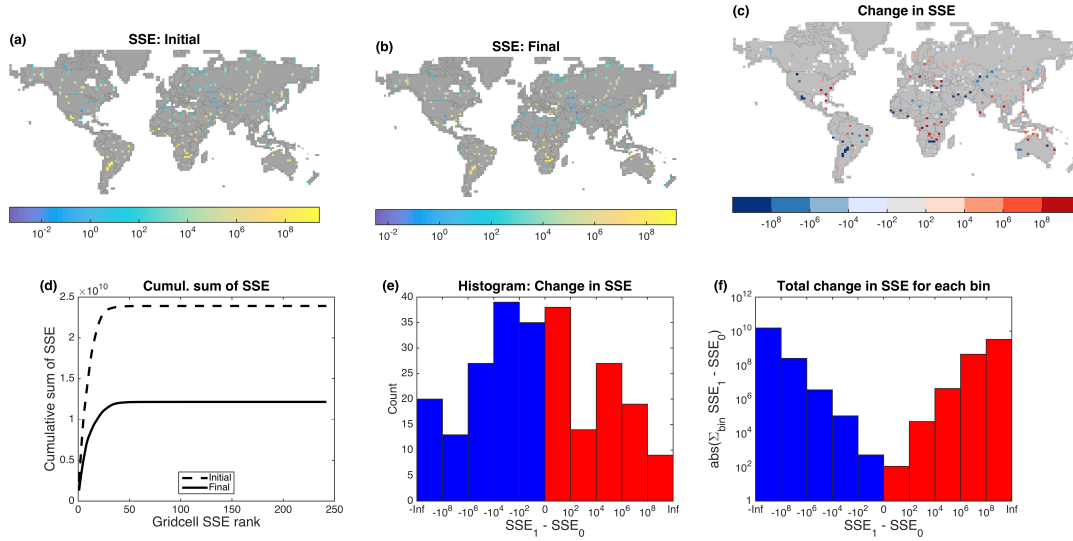 (a)
SSE: Initial
10^-2 10^0 10^2 10^4 10^6 10^8
(b)
SSE: Final
10^-2 10^0 10^2 10^4 10^6 10^8
(c)
Change in SSE
-10^8 -10^6 -10^4 -10^2 0 10^2 10^4 10^6 10^8
(d)
Cumul. sum of SSE
×10^10
2.5
2
1.5
1
0.5
0
0 50 100 150 200 250
Cumulative sum of SSE
Gridcell SSE rank
Initial
Final
(e)
Histogram: Change in SSE
40
35
30
25
20
15
10
5
0
Count
-Inf -10^8 -10^6 -10^4 -10^2 0 10^2 10^4 10^6 10^8 Inf
SSE_1 - SSE_0
(f)
Total change in SSE for each bin
10^12
10^10
10^8
10^6
10^4
10^2
1
abs(Σ_bin SSE_1 - SSE_0)
-Inf -10^8 -10^6 -10^4 -10^2 0 10^2 10^4 10^6 10^8 Inf
SSE_1 - SSE_0